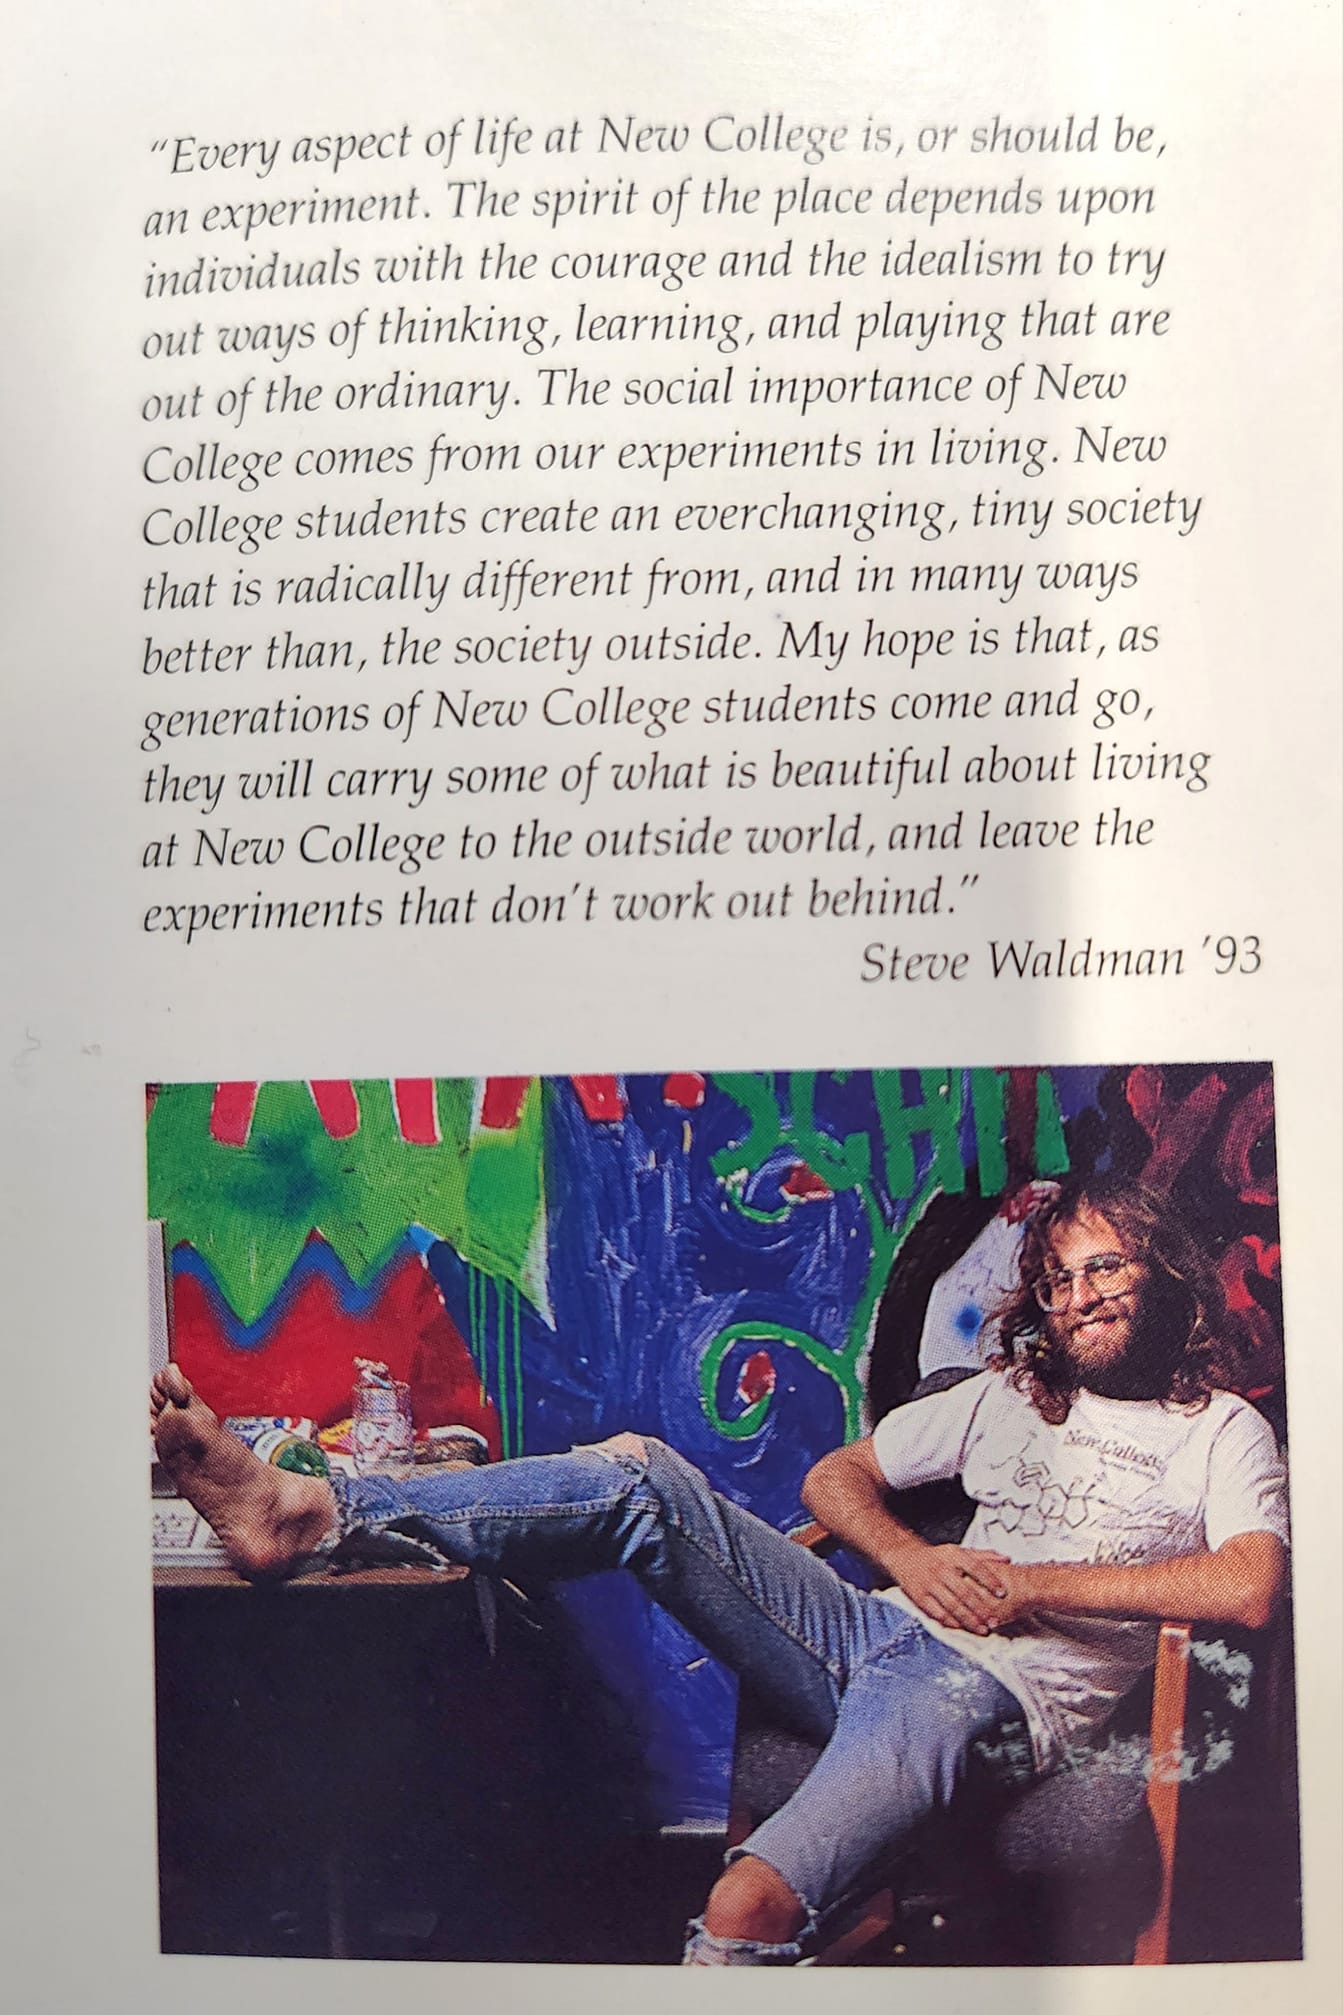 “Every aspect of life at New College is, or should be,
an experiment. The spirit of the place depends upon
individuals with the courage and the idealism to try
out ways of thinking, learning, and playing that are
out of the ordinary. The social importance of New
College comes from our experiments in living. New
College students create an everchanging, tiny society
that is radically different from, and in many ways
better than, the society outside. My hope is that, as
generations of New College students come and go,
they will carry some of what is beautiful about living
at New College to the outside world, and leave the
experiments that don’t work out behind.”
Steve Waldman ’93
New College